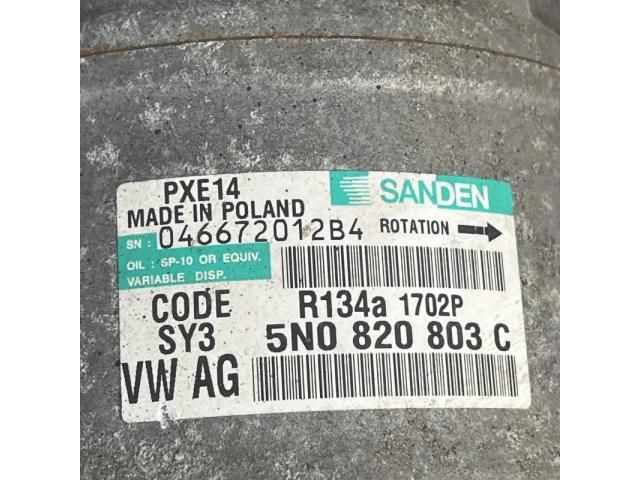 PXE14
SANDEN
MADE IN POLAND
SN : 046672012B4 ROTATION
OIL : SP-10 OR EQUIV.
VARIABLE DISP.
CODE R134a 1702P
SY3 5N0 820 803 C
VW AG